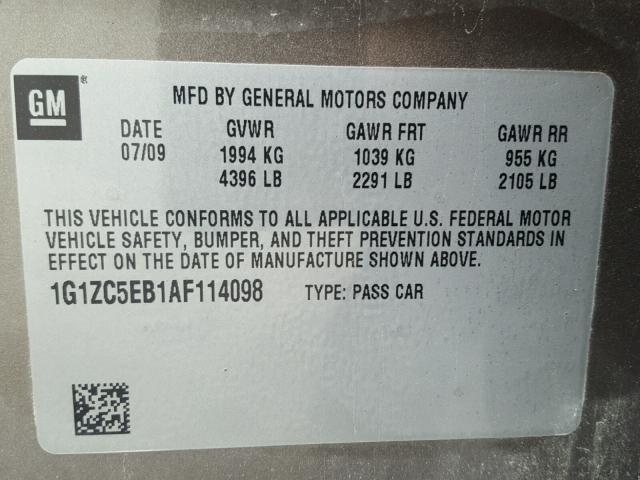 GM ®
MFD BY GENERAL MOTORS COMPANY
DATE GVWR GAWR FRT GAWR RR
07/09 1994 KG 1039 KG 955 KG
4396 LB 2291 LB 2105 LB
THIS VEHICLE CONFORMS TO ALL APPLICABLE U.S. FEDERAL MOTOR
VEHICLE SAFETY, BUMPER, AND THEFT PREVENTION STANDARDS IN
EFFECT ON THE DATE OF MANUFACTURE SHOWN ABOVE.
1G1ZC5EB1AF114098 TYPE: PASS CAR